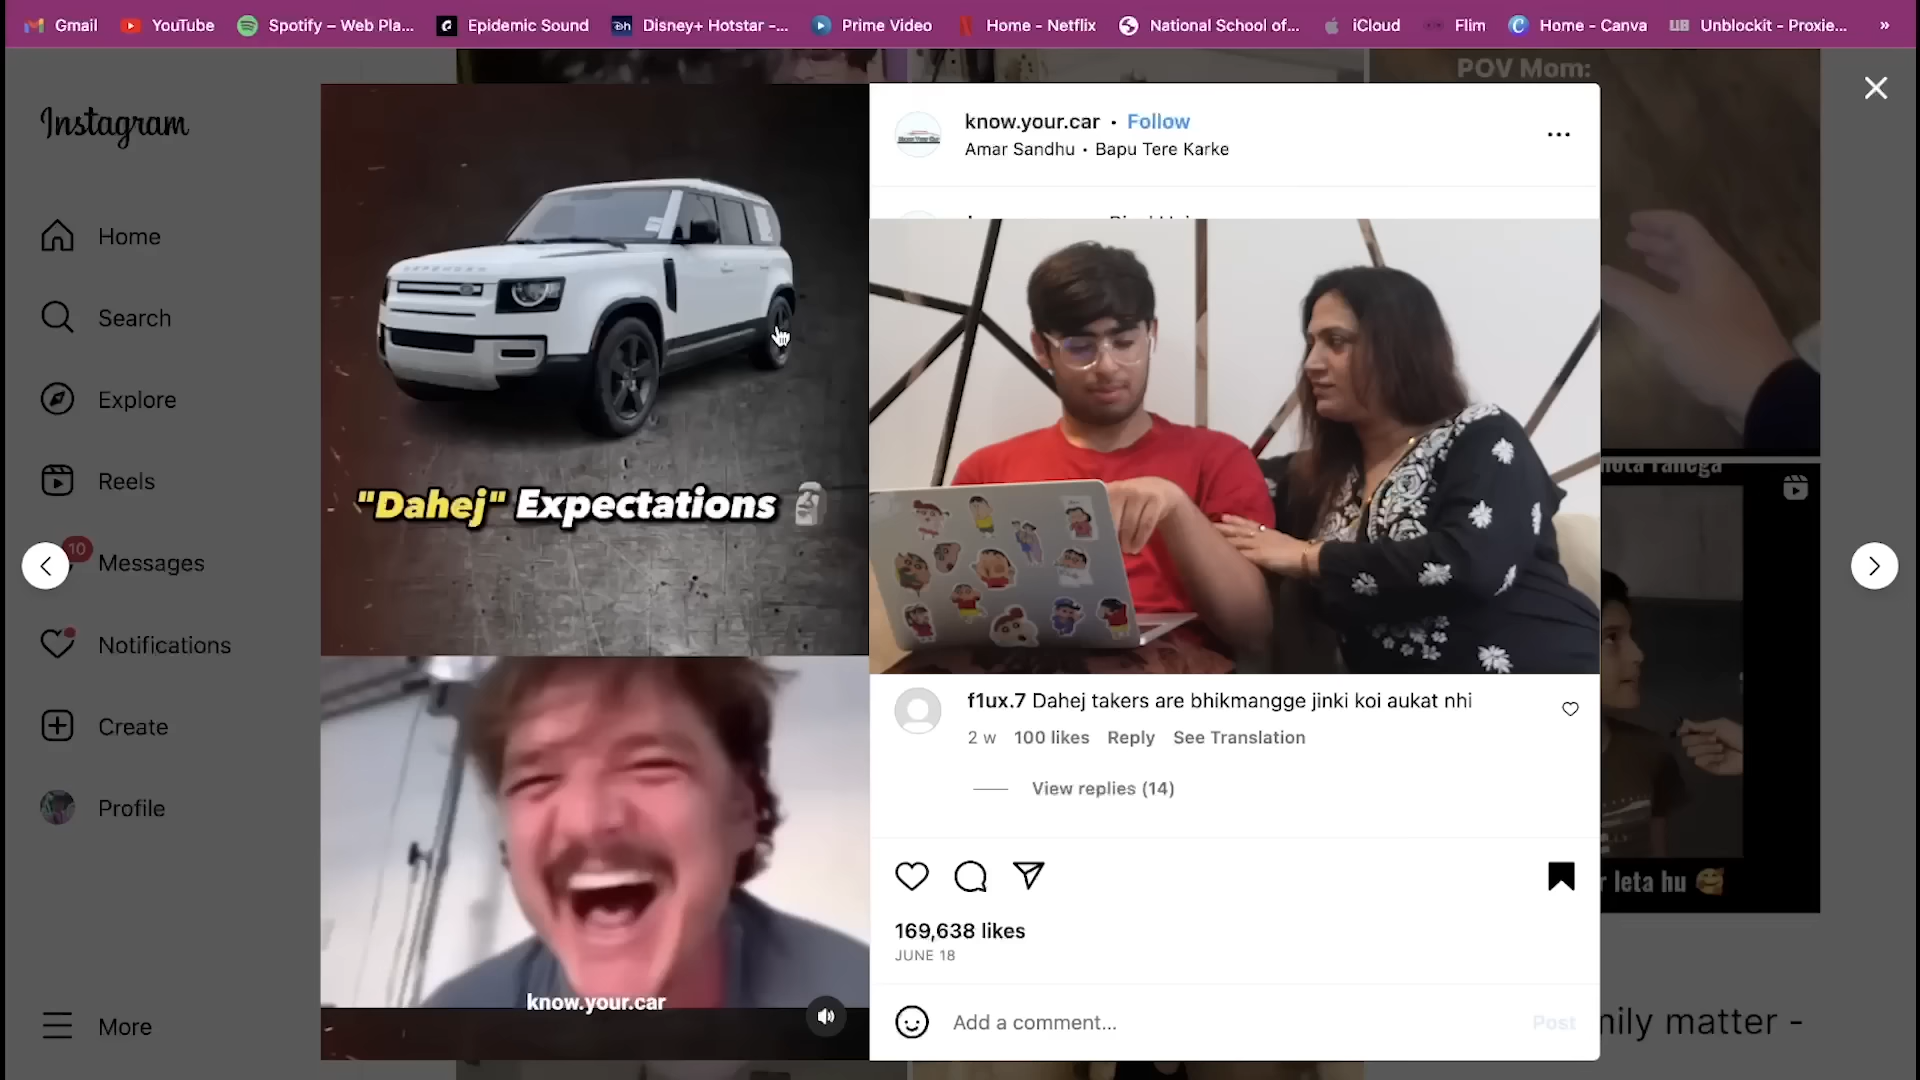 Gmail
YouTube
Spotify – Web Pla...
Epidemic Sound
Disney+ Hotstar -...
Prime Video
Home - Netflix
National School of...
iCloud
Flim
Home - Canva
UB
Unblockit - Proxie...
»
Instagram
Home
Search
Explore
Reels
10
Messages
Notifications
Create
Profile
More
DEFENDER
"Dahej" Expectations
know.your.car
know.your.car • Follow
Amar Sandhu • Bapu Tere Karke
...
f1ux.7 Dahej takers are bhikmangge jinki koi aukat nhi
2 w 100 likes Reply See Translation
View replies (14)
169,638 likes
JUNE 18
Add a comment...
Post
POV Mom:
r leta hu
mily matter -